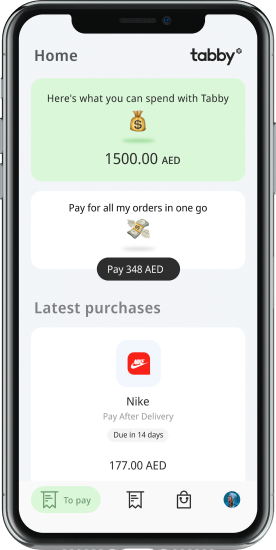 Home
tabby
Here's what you can spend with Tabby
1500.00 AED
Pay for all my orders in one go
Pay 348 AED
Latest purchases
Nike
Pay After Delivery
Due in 14 days
177.00 AED
To pay